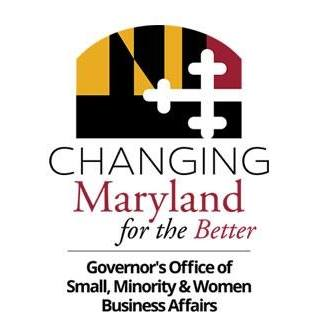 CHANGING
Maryland
for the Better
Governor's Office of
Small, Minority & Women
Business Affairs